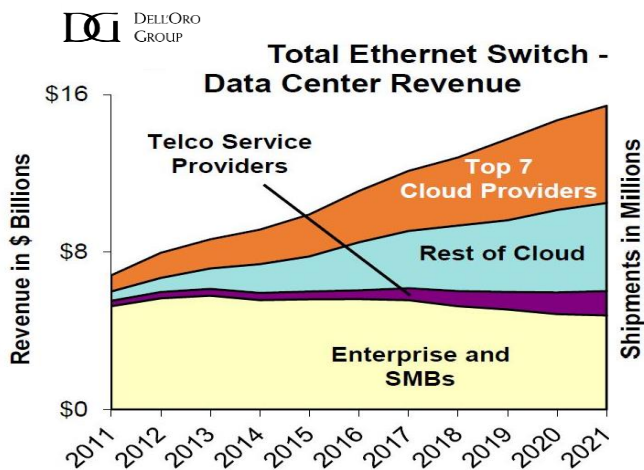 DG
DELL'ORO
GROUP
Total Ethernet Switch -
Data Center Revenue
$16
$8
$0
Revenue in $ Billions
Telco Service
Providers
Top 7
Cloud Providers
Rest of Cloud
Enterprise and
SMBs
Shipments in Millions
2011
2012
2013
2014
2015
2016
2017
2018
2019
2020
2021